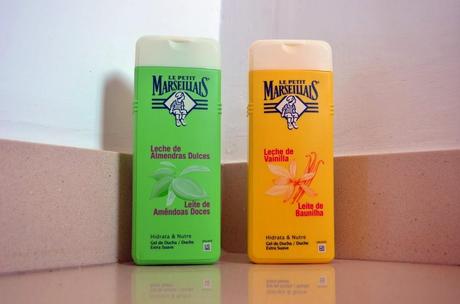 LE PETIT
MARSEILLAIS
Leche de
Almendras Dulces
Leite de
Amêndoas Doces
Hidrata & Nutre
Gel de Ducha / Duche
Extra Suave
LE PETIT
MARSEILLAIS
Leche de
Vainilla
Leite de
Baunilha
Hidrata & Nutre
Gel de Ducha / Duche
Extra Suave